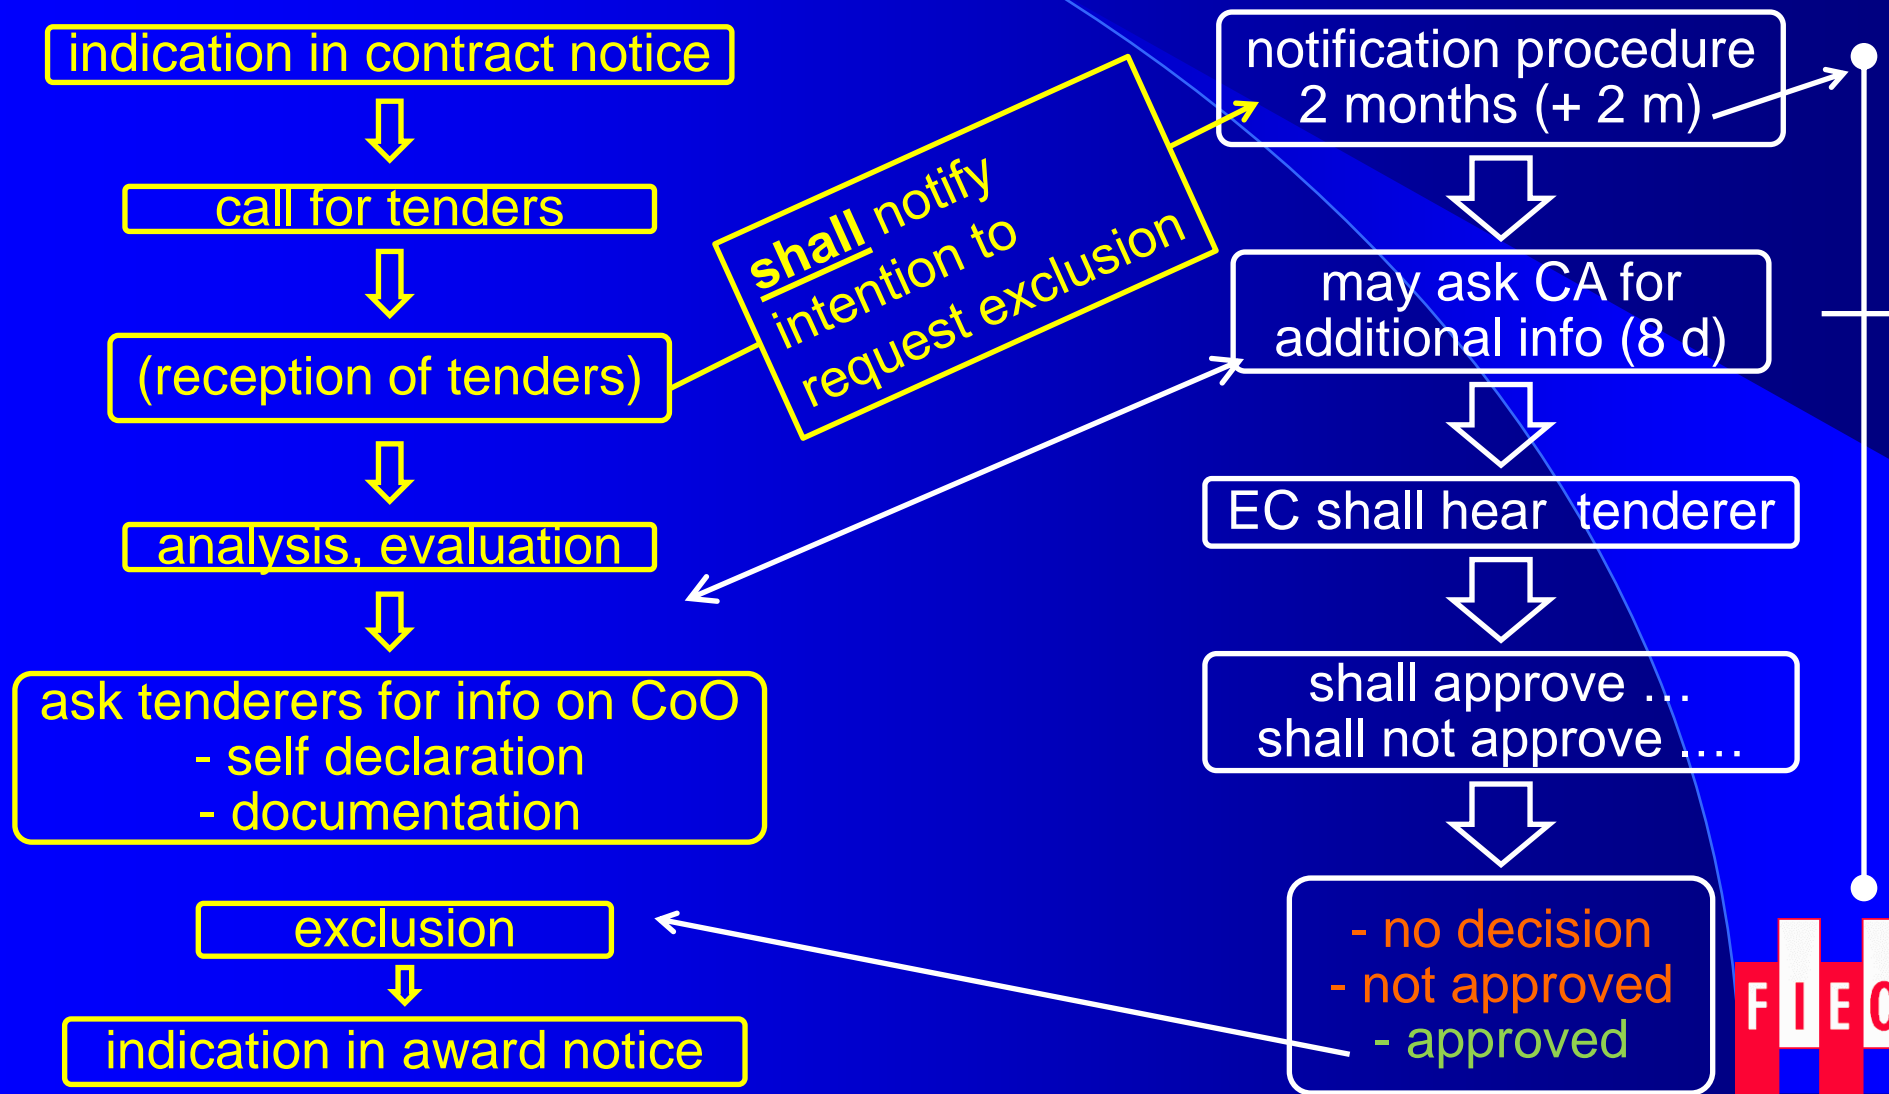 indication in contract notice
call for tenders
(reception of tenders)
analysis, evaluation
ask tenderers for info on CoO
- self declaration
- documentation
exclusion
indication in award notice
shall notify
intention to
request exclusion
notification procedure
2 months (+ 2 m)
may ask CA for
additional info (8 d)
EC shall hear tenderer
shall approve …
shall not approve ….
- no decision
- not approved
- approved
FIEC